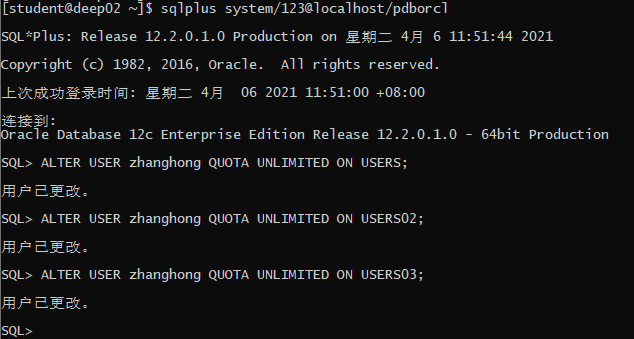 [student@deep02 ~]$ sqlplus system/123@localhost/pdborcl
SQL*Plus: Release 12.2.0.1.0 Production on 星期二 4月 6 11:51:44 2021
Copyright (c) 1982, 2016, Oracle.  All rights reserved.
上次成功登录时间: 星期二 4月  06 2021 11:51:00 +08:00
连接到:
Oracle Database 12c Enterprise Edition Release 12.2.0.1.0 - 64bit Production
SQL> ALTER USER zhanghong QUOTA UNLIMITED ON USERS;
用户已更改。
SQL> ALTER USER zhanghong QUOTA UNLIMITED ON USERS02;
用户已更改。
SQL> ALTER USER zhanghong QUOTA UNLIMITED ON USERS03;
用户已更改。
SQL>